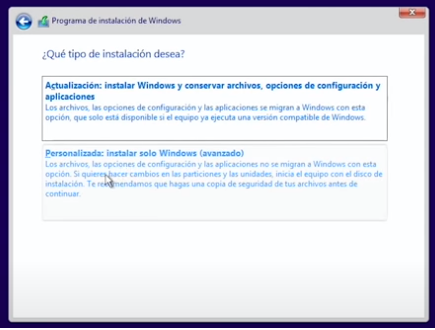 Programa de instalación de Windows
¿Qué tipo de instalación desea?
Actualización: instalar Windows y conservar archivos, opciones de configuración y
aplicaciones
Los archivos, las opciones de configuración y las aplicaciones se migran a Windows con esta
opción, que solo está disponible si el equipo ya ejecuta una versión compatible de Windows.
Personalizada: instalar solo Windows (avanzado)
Los archivos, las opciones de configuración y las aplicaciones no se migran a Windows con esta
opción. Si quieres hacer cambios en las particiones y las unidades, inicia el equipo con el disco de
instalación. Te recomendamos que hagas una copia de seguridad de tus archivos antes de
continuar.